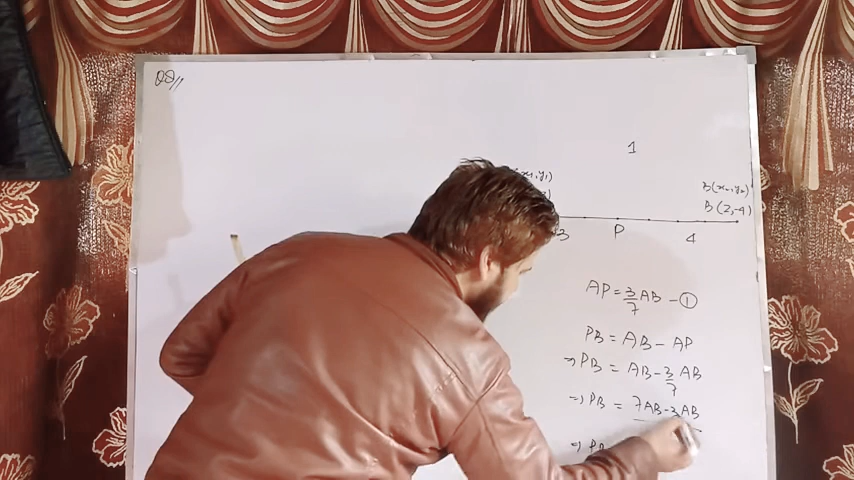 Q8//
1
x₁,y₁)
B(x₂,y₂)
B(2,-4)
3 P 4
AP = 3/7 AB - ①
PB = AB - AP
⇒ PB = AB - 3/7 AB
⇒ PB = 7AB-3AB
⇒ PB